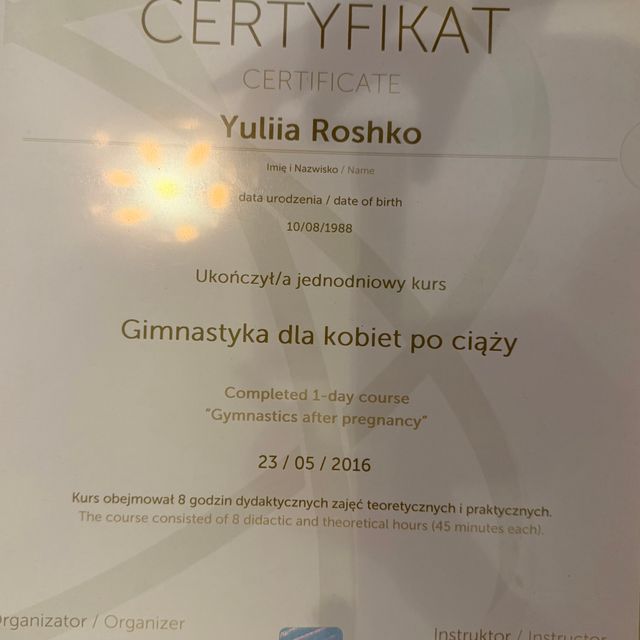 CERTYFIKAT
CERTIFICATE
Yuliia Roshko
Imię i Nazwisko / Name
data urodzenia / date of birth
10/08/1988
Ukończył/a jednodniowy kurs
Gimnastyka dla kobiet po ciąży
Completed 1-day course
"Gymnastics after pregnancy"
23 / 05 / 2016
Kurs obejmował 8 godzin dydaktycznych zajęć teoretycznych i praktycznych.
The course consisted of 8 didactic and theoretical hours (45 minutes each).
rganizator / Organizer
Instruktor / Instructor